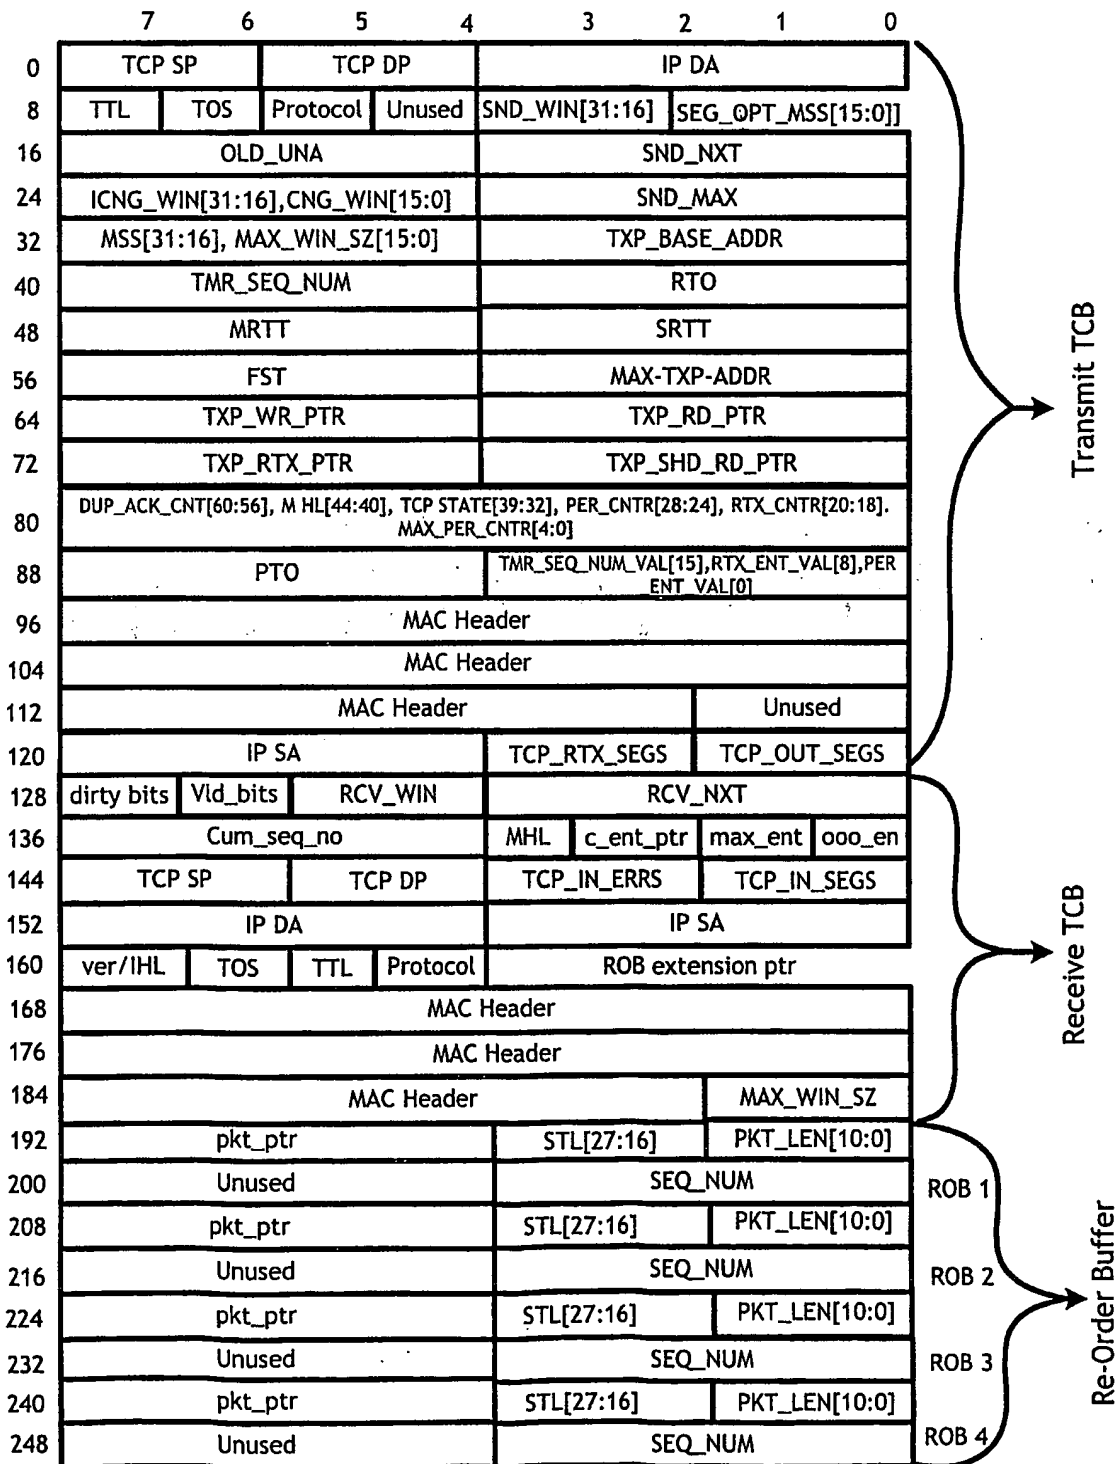 7 6 5 4 3 2 1 0
0 TCP SP TCP DP IP DA
8 TTL TOS Protocol Unused SND_WIN[31:16] SEG_OPT_MSS[15:0]]
16 OLD_UNA SND_NXT
24 ICNG_WIN[31:16],CNG_WIN[15:0] SND_MAX
32 MSS[31:16], MAX_WIN_SZ[15:0] TXP_BASE_ADDR
40 TMR_SEQ_NUM RTO
48 MRTT SRTT
56 FST MAX-TXP-ADDR
64 TXP_WR_PTR TXP_RD_PTR
72 TXP_RTX_PTR TXP_SHD_RD_PTR
80 DUP_ACK_CNT[60:56], M HL[44:40], TCP STATE[39:32], PER_CNTR[28:24], RTX_CNTR[20:18].
MAX_PER_CNTR[4:0]
88 PTO TMR_SEQ_NUM_VAL[15],RTX_ENT_VAL[8],PER
ENT_VAL[0]
96 MAC Header
104 MAC Header
112 MAC Header Unused
120 IP SA TCP_RTX_SEGS TCP_OUT_SEGS
Transmit TCB
128 dirty bits Vld_bits RCV_WIN RCV_NXT
136 Cum_seq_no MHL c_ent_ptr max_ent ooo_en
144 TCP SP TCP DP TCP_IN_ERRS TCP_IN_SEGS
152 IP DA IP SA
160 ver/IHL TOS TTL Protocol ROB extension ptr
168 MAC Header
176 MAC Header
184 MAC Header MAX_WIN_SZ
Receive TCB
192 pkt_ptr STL[27:16] PKT_LEN[10:0]
200 Unused SEQ_NUM ROB 1
208 pkt_ptr STL[27:16] PKT_LEN[10:0]
216 Unused SEQ_NUM ROB 2
224 pkt_ptr STL[27:16] PKT_LEN[10:0]
232 Unused SEQ_NUM ROB 3
240 pkt_ptr STL[27:16] PKT_LEN[10:0]
248 Unused SEQ_NUM ROB 4
Re-Order Buffer